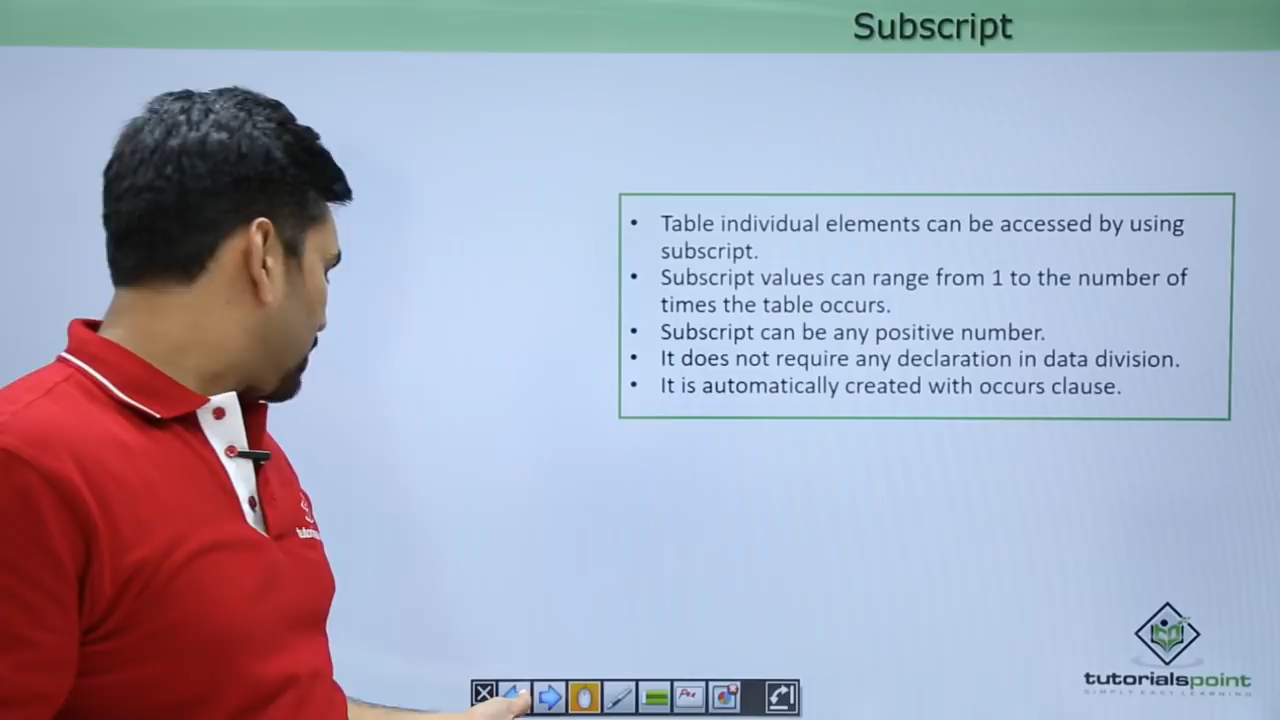 Subscript
• Table individual elements can be accessed by using
subscript.
• Subscript values can range from 1 to the number of
times the table occurs.
• Subscript can be any positive number.
• It does not require any declaration in data division.
• It is automatically created with occurs clause.
tutorialspoint
SIMPLY EASY LEARNING